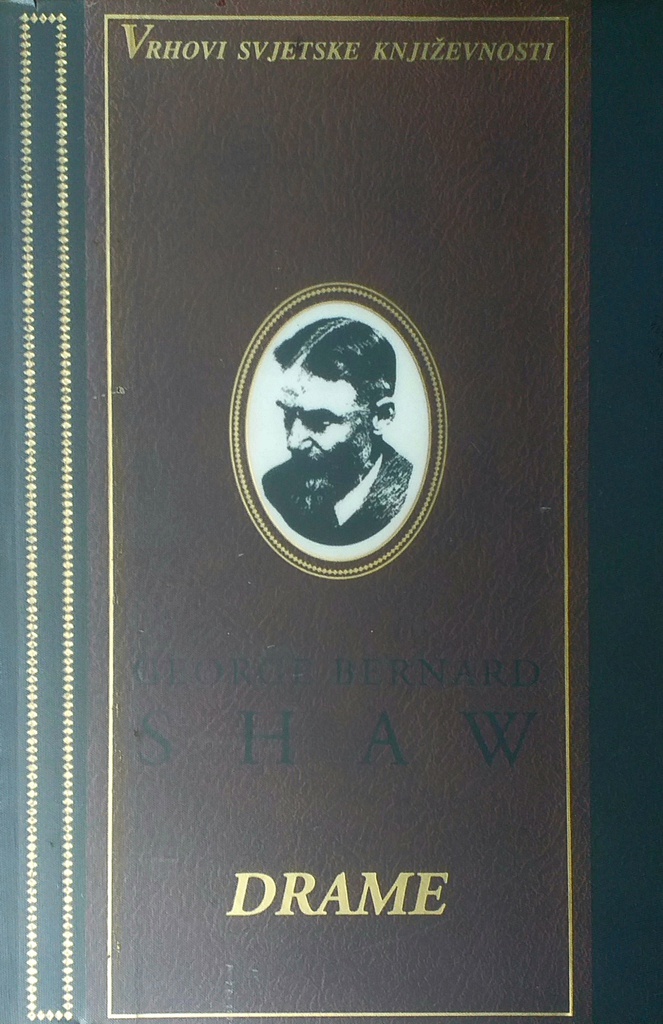 VRHOVI SVJETSKE KNJIŽEVNOSTI
GEORGE BERNARD
SHAW
DRAME